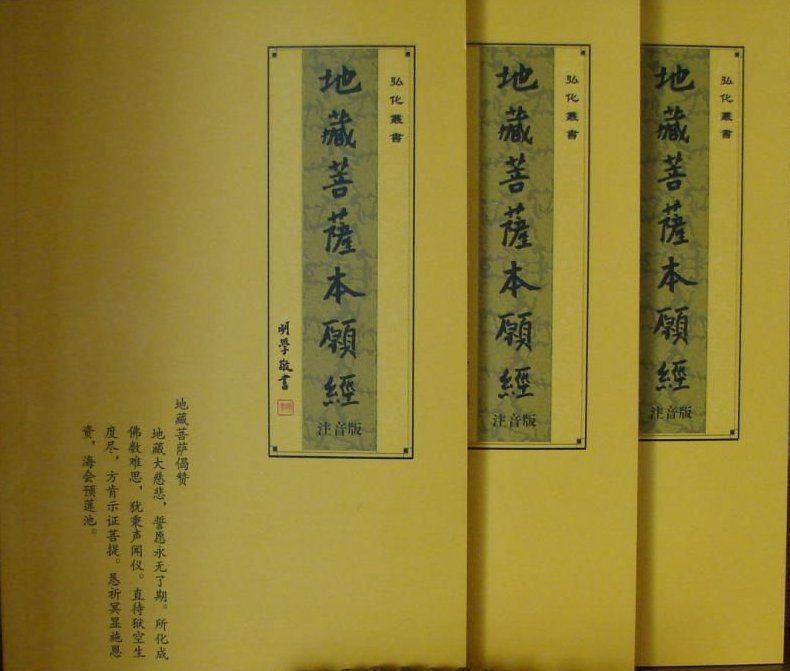 弘化叢書
地藏菩薩本願經
注音版
明學敬書
地藏菩萨偈赞
地藏大慈悲，誓愿永无了期。所化成
佛数难思，犹秉声闻仪。直待狱空生
度尽，方肯示证菩提。恳祈冥显施恩
赉，海会预莲池。
弘化叢書
地藏菩薩本願經
注音版
弘化叢書
地藏菩薩本願經
注音版